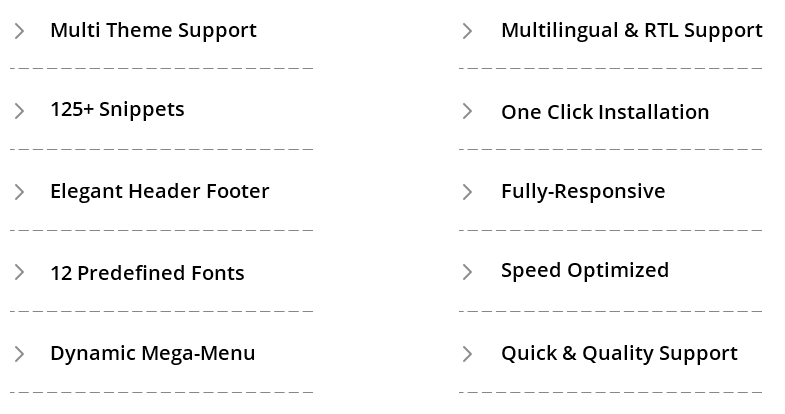 Multi Theme Support
125+ Snippets
Elegant Header Footer
12 Predefined Fonts
Dynamic Mega-Menu
Multilingual & RTL Support
One Click Installation
Fully-Responsive
Speed Optimized
Quick & Quality Support